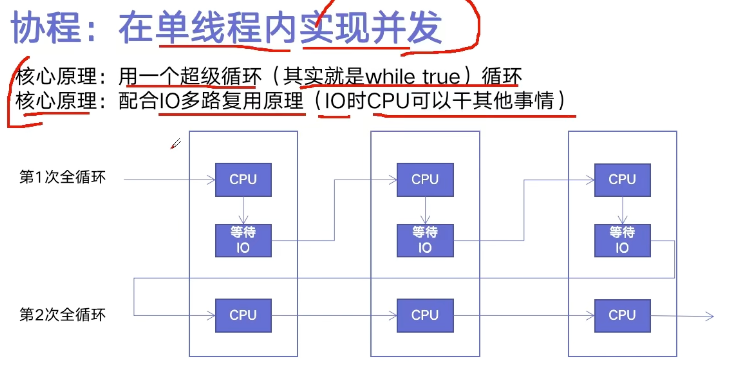 协程：在单线程内实现并发
核心原理：用一个超级循环（其实就是while true）循环
核心原理：配合IO多路复用原理（IO时CPU可以干其他事情）
第1次全循环
CPU
CPU
CPU
等待
IO
等待
IO
等待
IO
第2次全循环
CPU
CPU
CPU